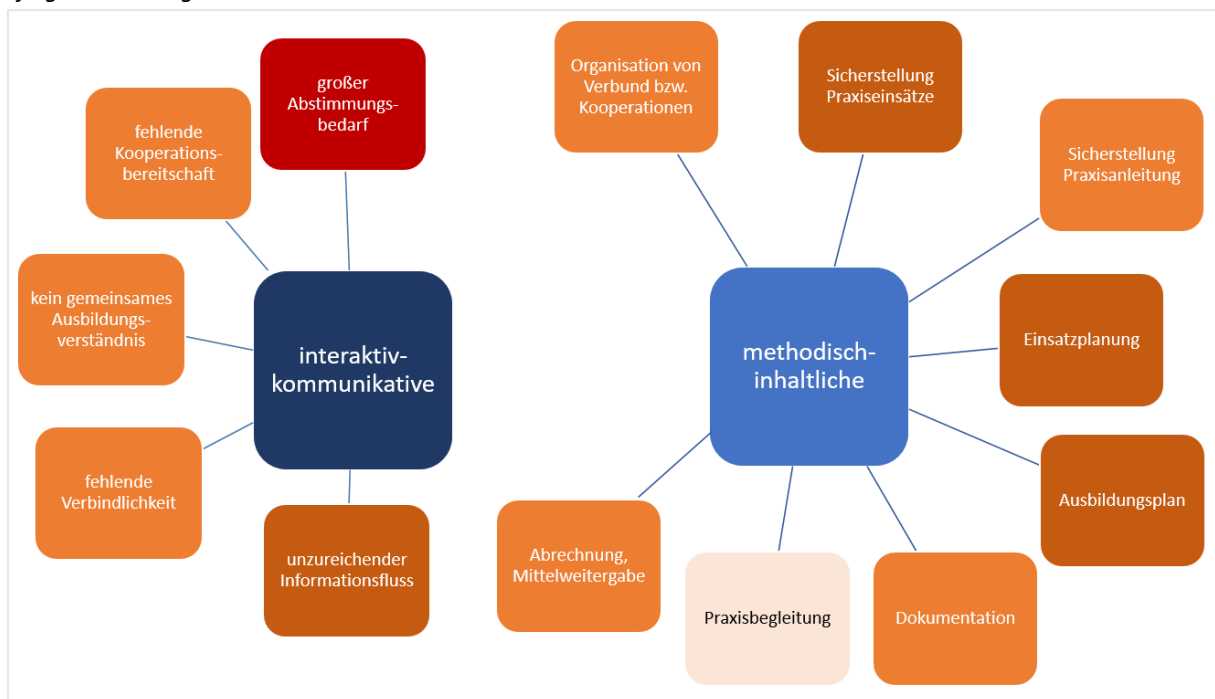 großer
Abstimmungs-
bedarf
fehlende
Kooperations-
bereitschaft
kein gemeinsames
Ausbildungs-
verständnis
fehlende
Verbindlichkeit
unzureichender
Informationsfluss
interaktiv-
kommunikative
Organisation von
Verbund bzw.
Kooperationen
Sicherstellung
Praxiseinsätze
Sicherstellung
Praxisanleitung
Einsatzplanung
Ausbildungsplan
Dokumentation
Praxisbegleitung
Abrechnung,
Mittelweitergabe
methodisch-
inhaltliche